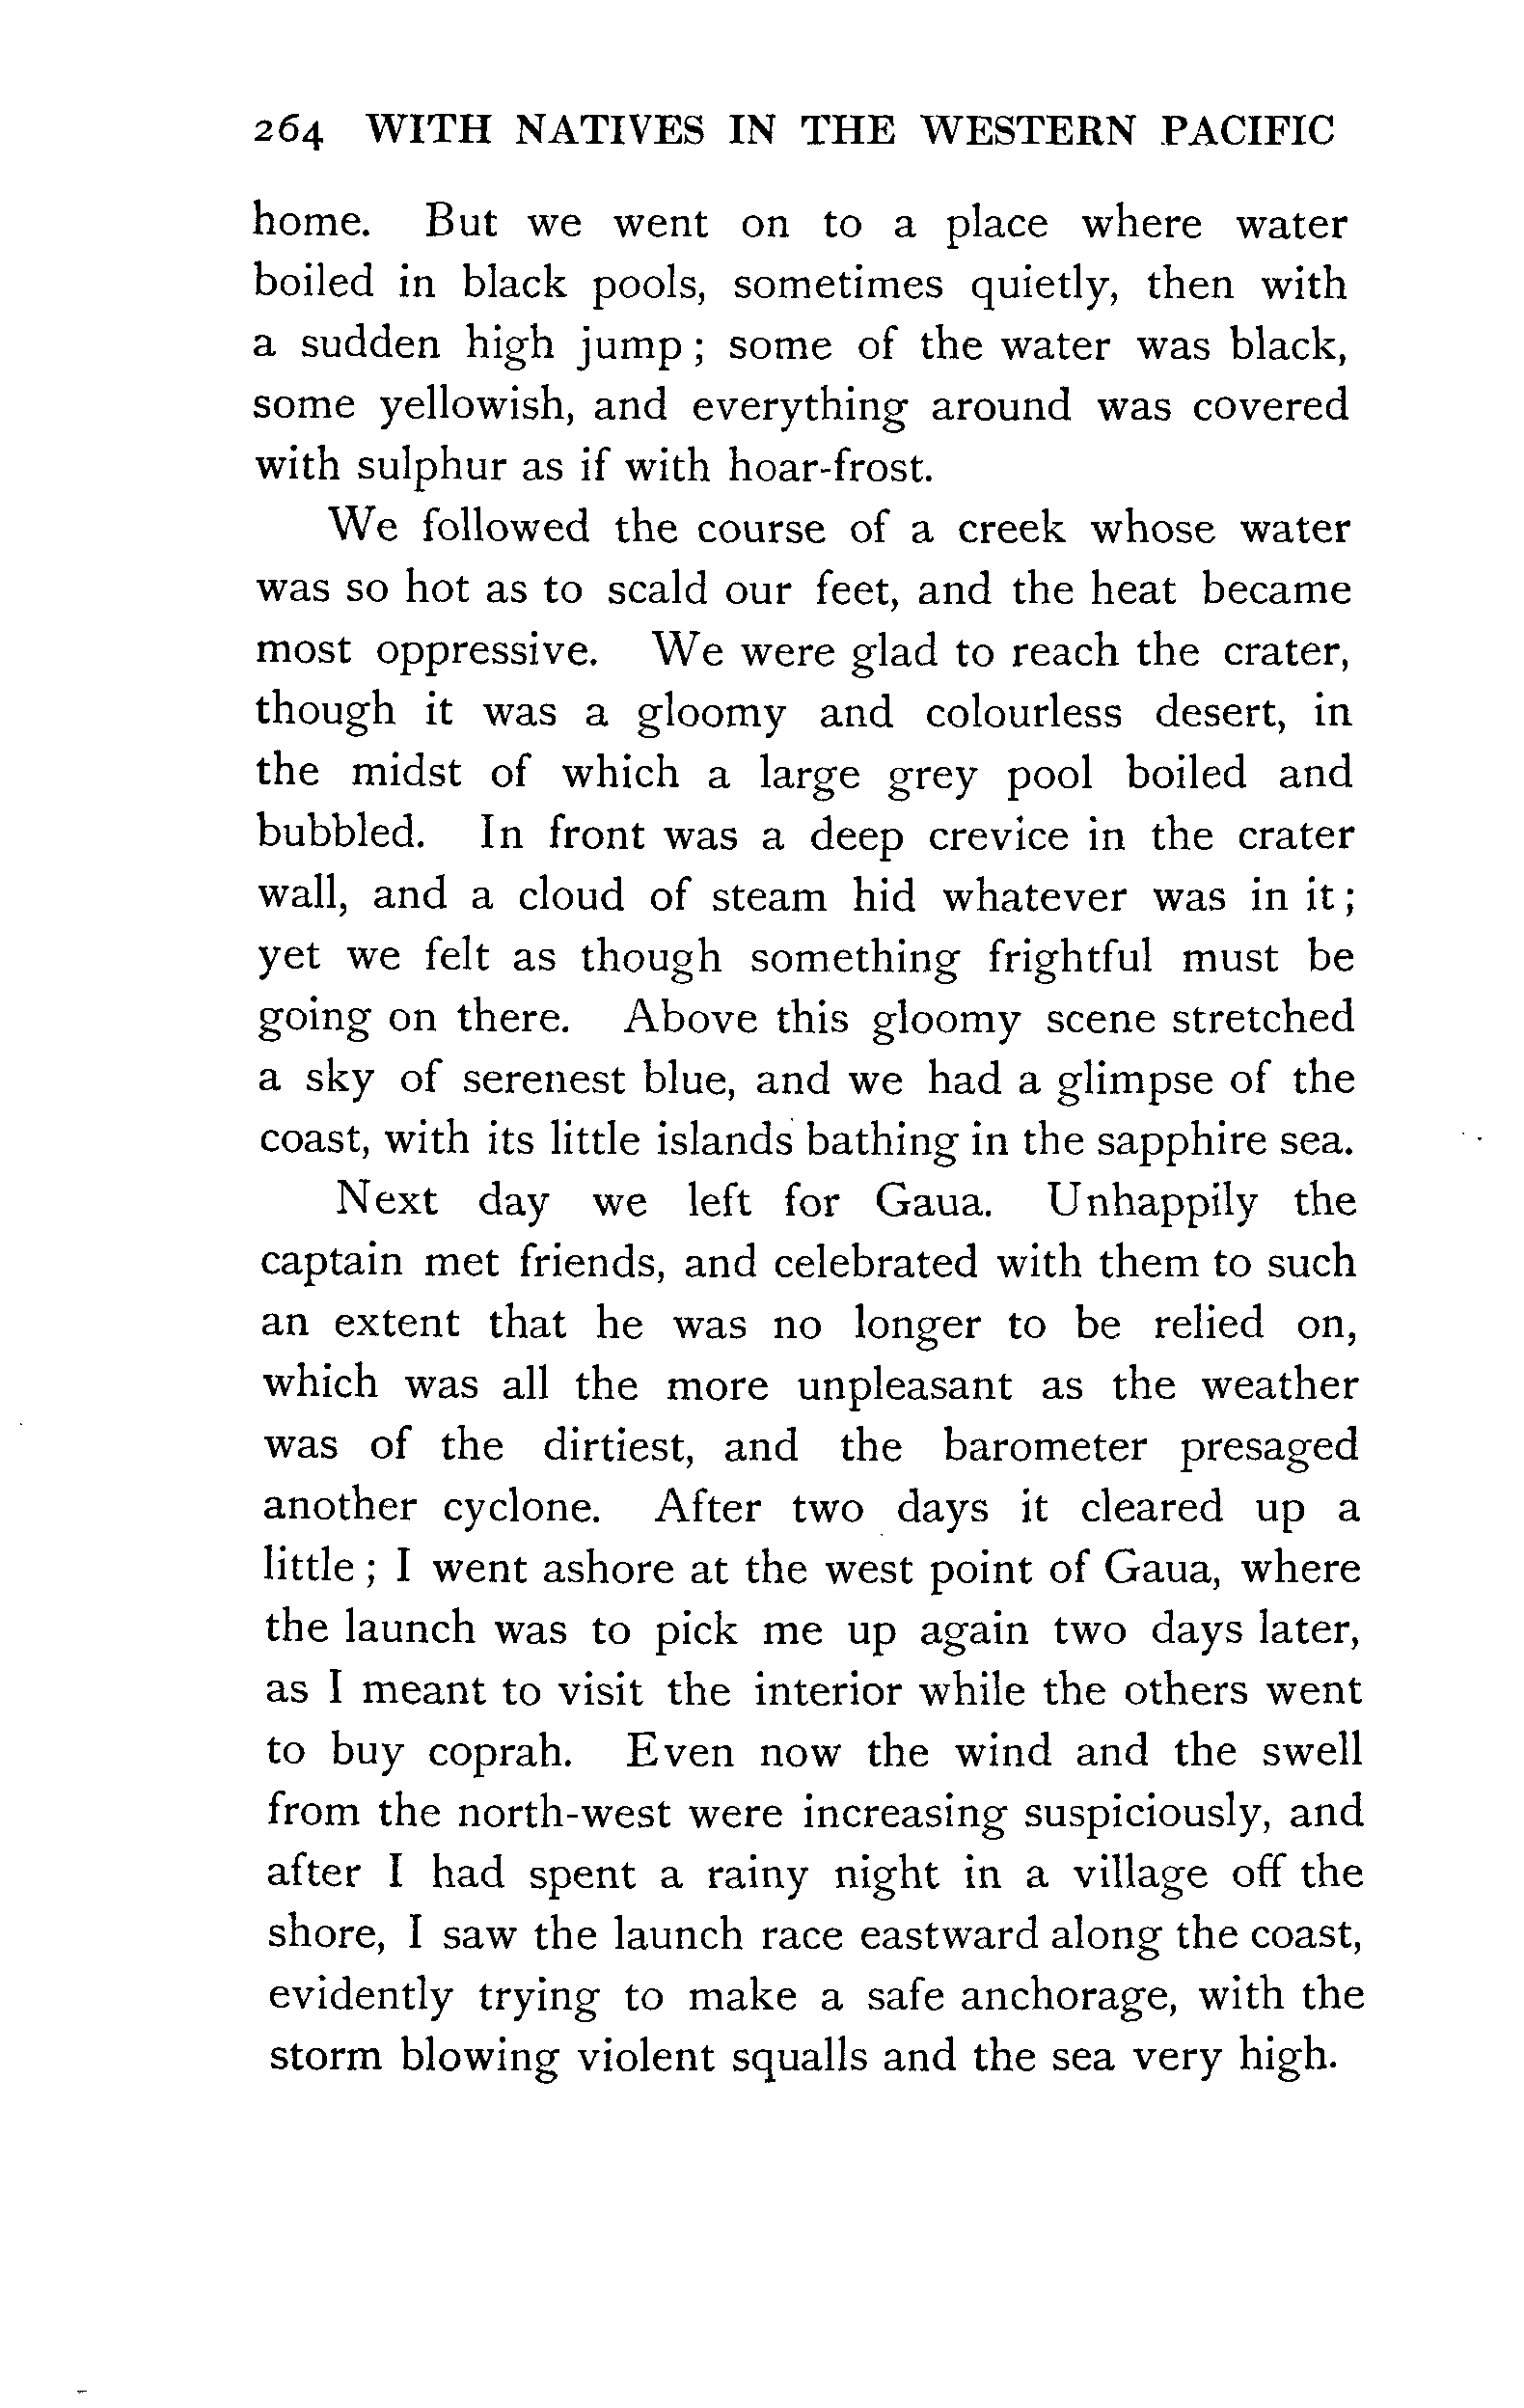 264 WITH NATIVES IN THE WESTERN PACIFIC
home. But we went on to a place where water
boiled in black pools, sometimes quietly, then with
a sudden high jump; some of the water was black,
some yellowish, and everything around was covered
with sulphur as if with hoar-frost.
We followed the course of a creek whose water
was so hot as to scald our feet, and the heat became
most oppressive. We were glad to reach the crater,
though it was a gloomy and colourless desert, in
the midst of which a large grey pool boiled and
bubbled. In front was a deep crevice in the crater
wall, and a cloud of steam hid whatever was in it;
yet we felt as though something frightful must be
going on there. Above this gloomy scene stretched
a sky of serenest blue, and we had a glimpse of the
coast, with its little islands bathing in the sapphire sea.
Next day we left for Gaua. Unhappily the
captain met friends, and celebrated with them to such
an extent that he was no longer to be relied on,
which was all the more unpleasant as the weather
was of the dirtiest, and the barometer presaged
another cyclone. After two days it cleared up a
little; I went ashore at the west point of Gaua, where
the launch was to pick me up again two days later,
as I meant to visit the interior while the others went
to buy coprah. Even now the wind and the swell
from the north-west were increasing suspiciously, and
after I had spent a rainy night in a village off the
shore, I saw the launch race eastward along the coast,
evidently trying to make a safe anchorage, with the
storm blowing violent squalls and the sea very high.